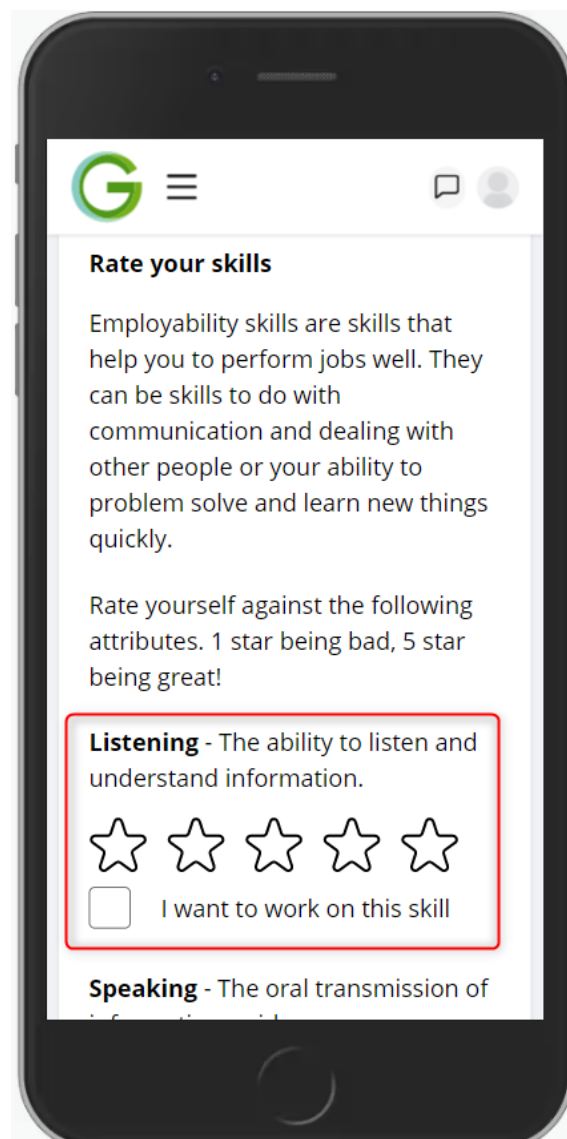 G
Rate your skills
Employability skills are skills that
help you to perform jobs well. They
can be skills to do with
communication and dealing with
other people or your ability to
problem solve and learn new things
quickly.
Rate yourself against the following
attributes. 1 star being bad, 5 star
being great!
Listening - The ability to listen and
understand information.
I want to work on this skill
Speaking - The oral transmission of